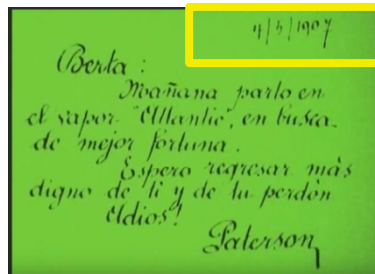 4/5/1907
Berta:
Mañana parto en
el vapor "Atlantic", en busca
de mejor fortuna.
Espero regresar más
digno de ti y de tu perdón
Adios!
Paterson